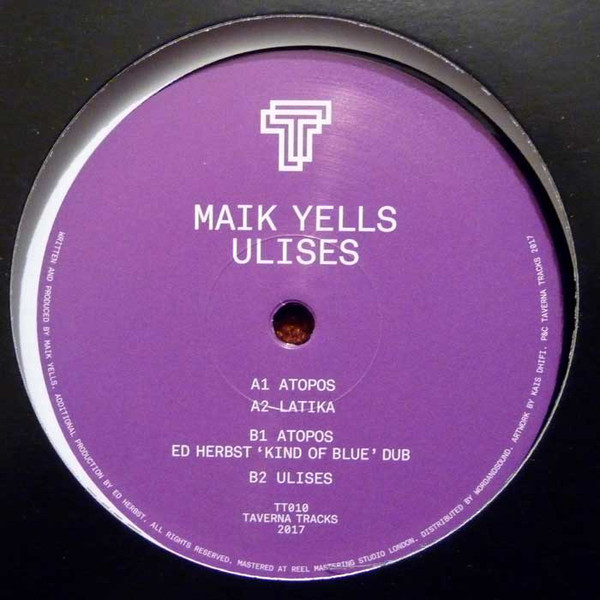 MAIK YELLS
ULISES
A1 ATOPOS
A2 LATIKA
B1 ATOPOS
ED HERBST ‘KIND OF BLUE’ DUB
B2 ULISES
TT010
TAVERNA TRACKS
2017
WRITTEN AND PRODUCED BY MAIK YELLS. ADDITIONAL PRODUCTION BY ED HERBST. ALL RIGHTS RESERVED. MASTERED AT REEL MASTERING STUDIO LONDON. DISTRIBUTED BY WORDANDSOUND. ARTWORK BY KAIS DHIFI. P&C TAVERNA TRACKS 2017